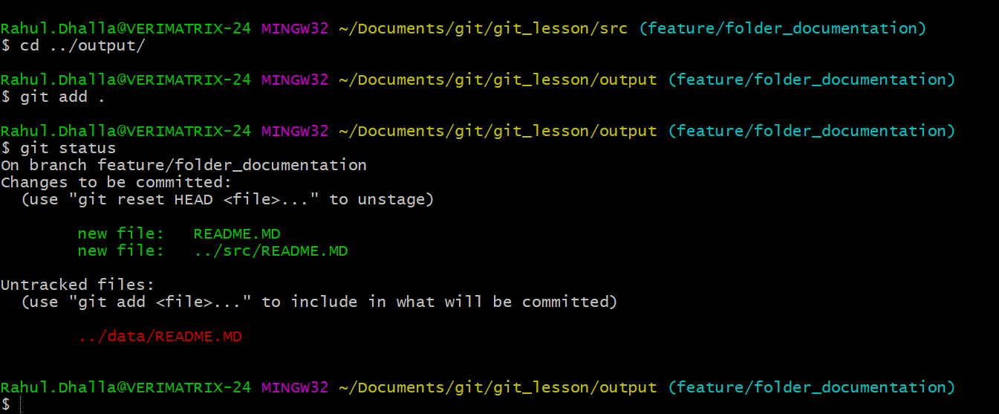 Rahul.Dhalla@VERIMATRIX-24 MINGW32 ~/Documents/git/git_lesson/src (feature/folder_documentation)
$ cd ../output/
Rahul.Dhalla@VERIMATRIX-24 MINGW32 ~/Documents/git/git_lesson/output (feature/folder_documentation)
$ git add .
Rahul.Dhalla@VERIMATRIX-24 MINGW32 ~/Documents/git/git_lesson/output (feature/folder_documentation)
$ git status
On branch feature/folder_documentation
Changes to be committed:
  (use "git reset HEAD <file>..." to unstage)
        new file:   README.MD
        new file:   ../src/README.MD
Untracked files:
  (use "git add <file>..." to include in what will be committed)
        ../data/README.MD
Rahul.Dhalla@VERIMATRIX-24 MINGW32 ~/Documents/git/git_lesson/output (feature/folder_documentation)
$